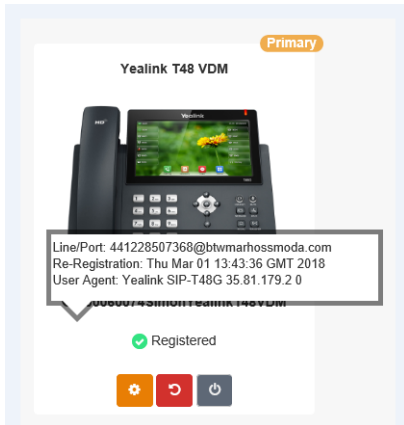 Primary
Yealink T48 VDM
Yealink
Line/Port: 441228507368@btwmarhossmoda.com
Re-Registration: Thu Mar 01 13:43:36 GMT 2018
User Agent: Yealink SIP-T48G 35.81.179.2 0
Registered